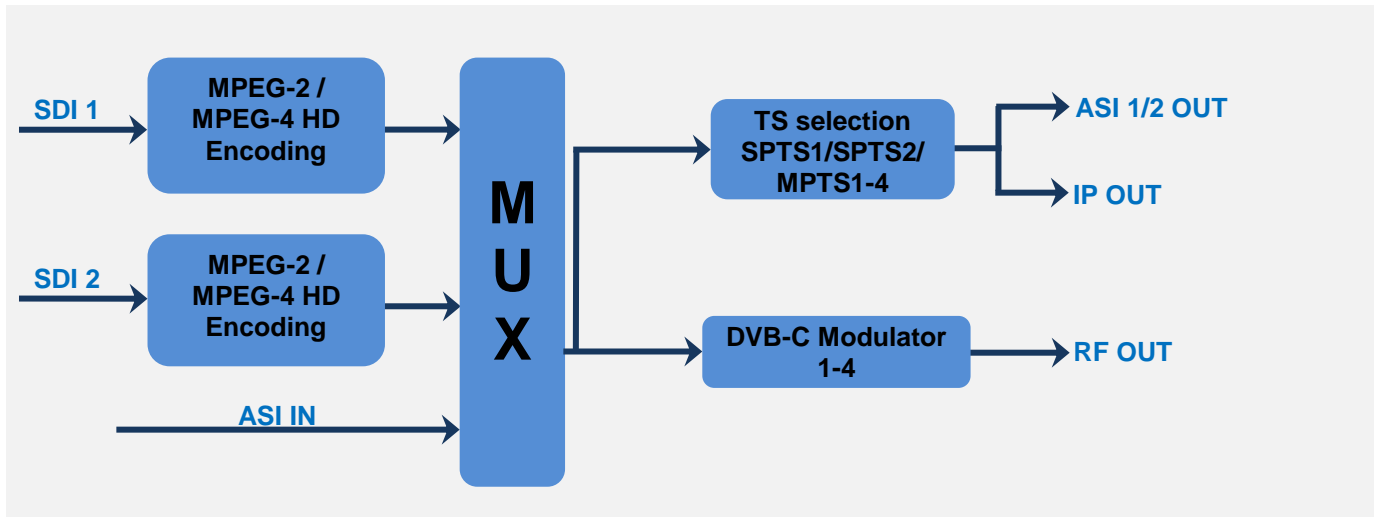 SDI 1
MPEG-2 /
MPEG-4 HD
Encoding
SDI 2
MPEG-2 /
MPEG-4 HD
Encoding
ASI IN
M
U
X
TS selection
SPTS1/SPTS2/
MPTS1-4
ASI 1/2 OUT
IP OUT
DVB-C Modulator
1-4
RF OUT